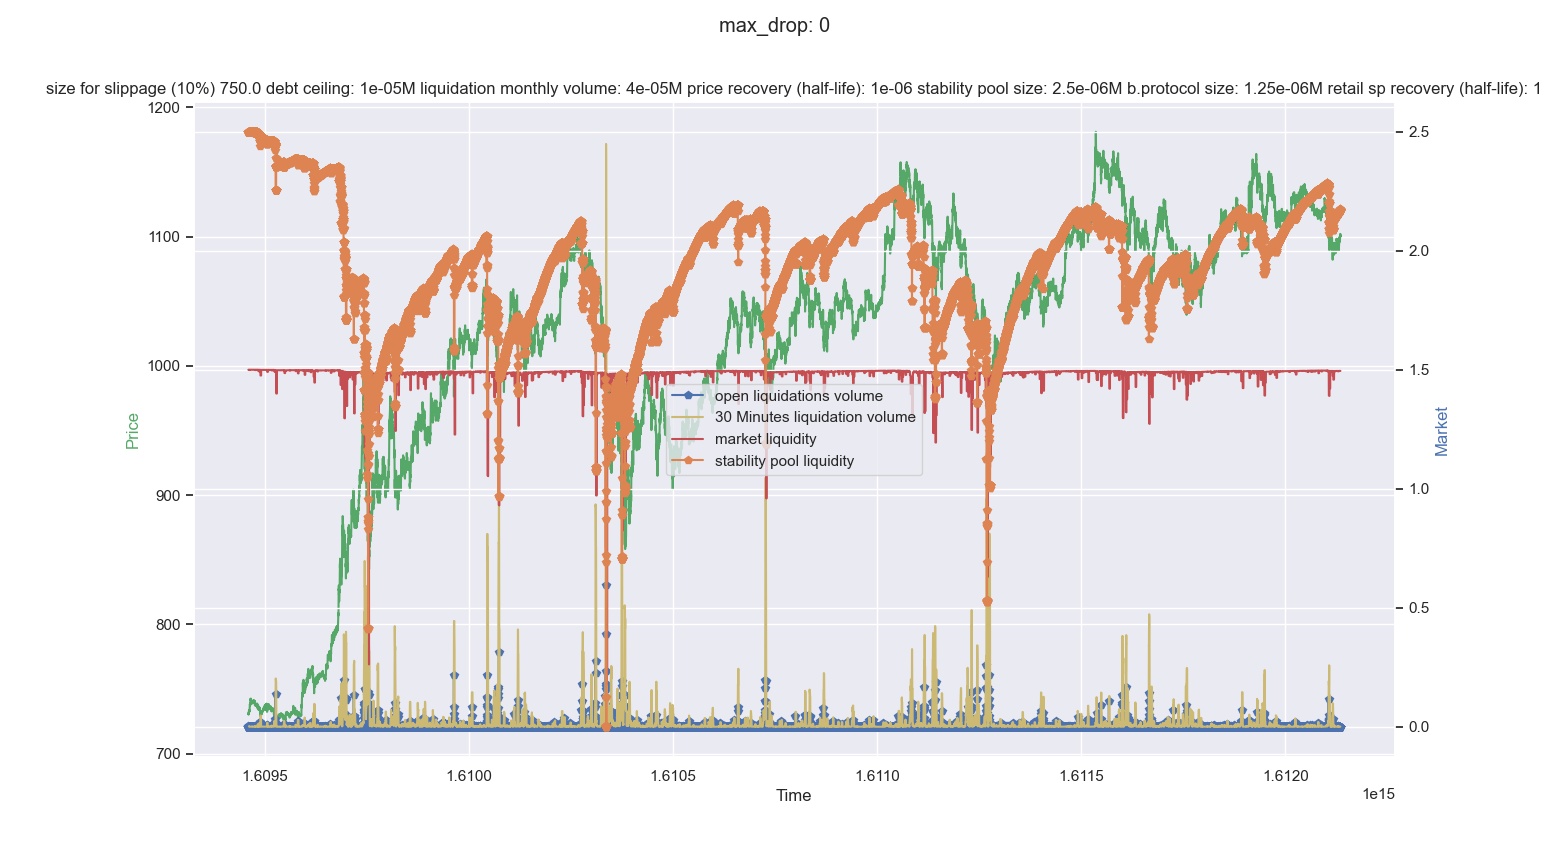 max_drop: 0
size for slippage (10%) 750.0 debt ceiling: 1e-05M liquidation monthly volume: 4e-05M price recovery (half-life): 1e-06 stability pool size: 2.5e-06M b.protocol size: 1.25e-06M retail sp recovery (half-life): 1
1200
1100
1000
900
800
700
Price
2.5
2.0
1.5
1.0
0.5
0.0
Market
open liquidations volume
30 Minutes liquidation volume
market liquidity
stability pool liquidity
1.6095 1.6100 1.6105 1.6110 1.6115 1.6120
Time
1e15